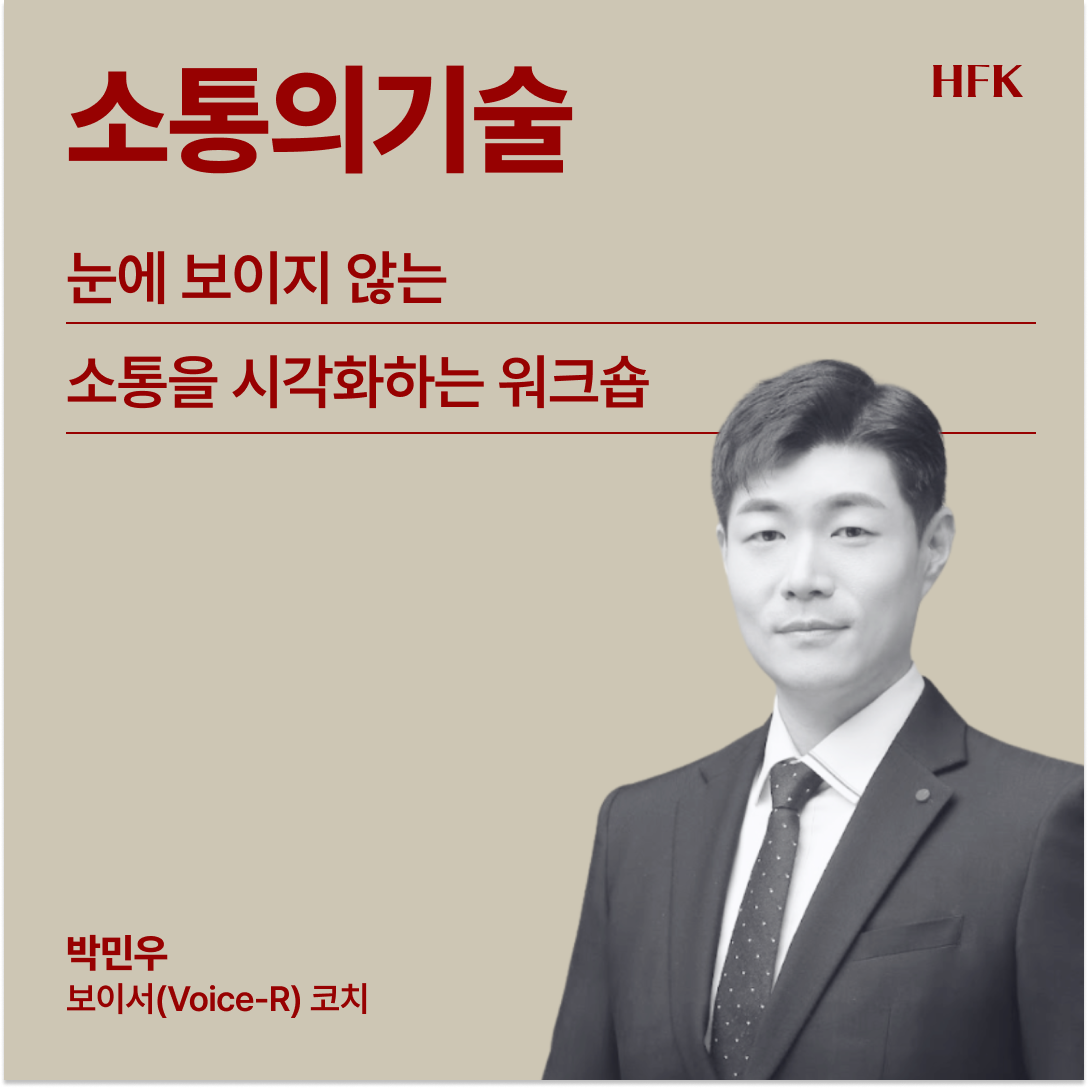 소통의기술
HFK
눈에 보이지 않는
소통을 시각화하는 워크숍
박민우
보이서(Voice-R) 코치